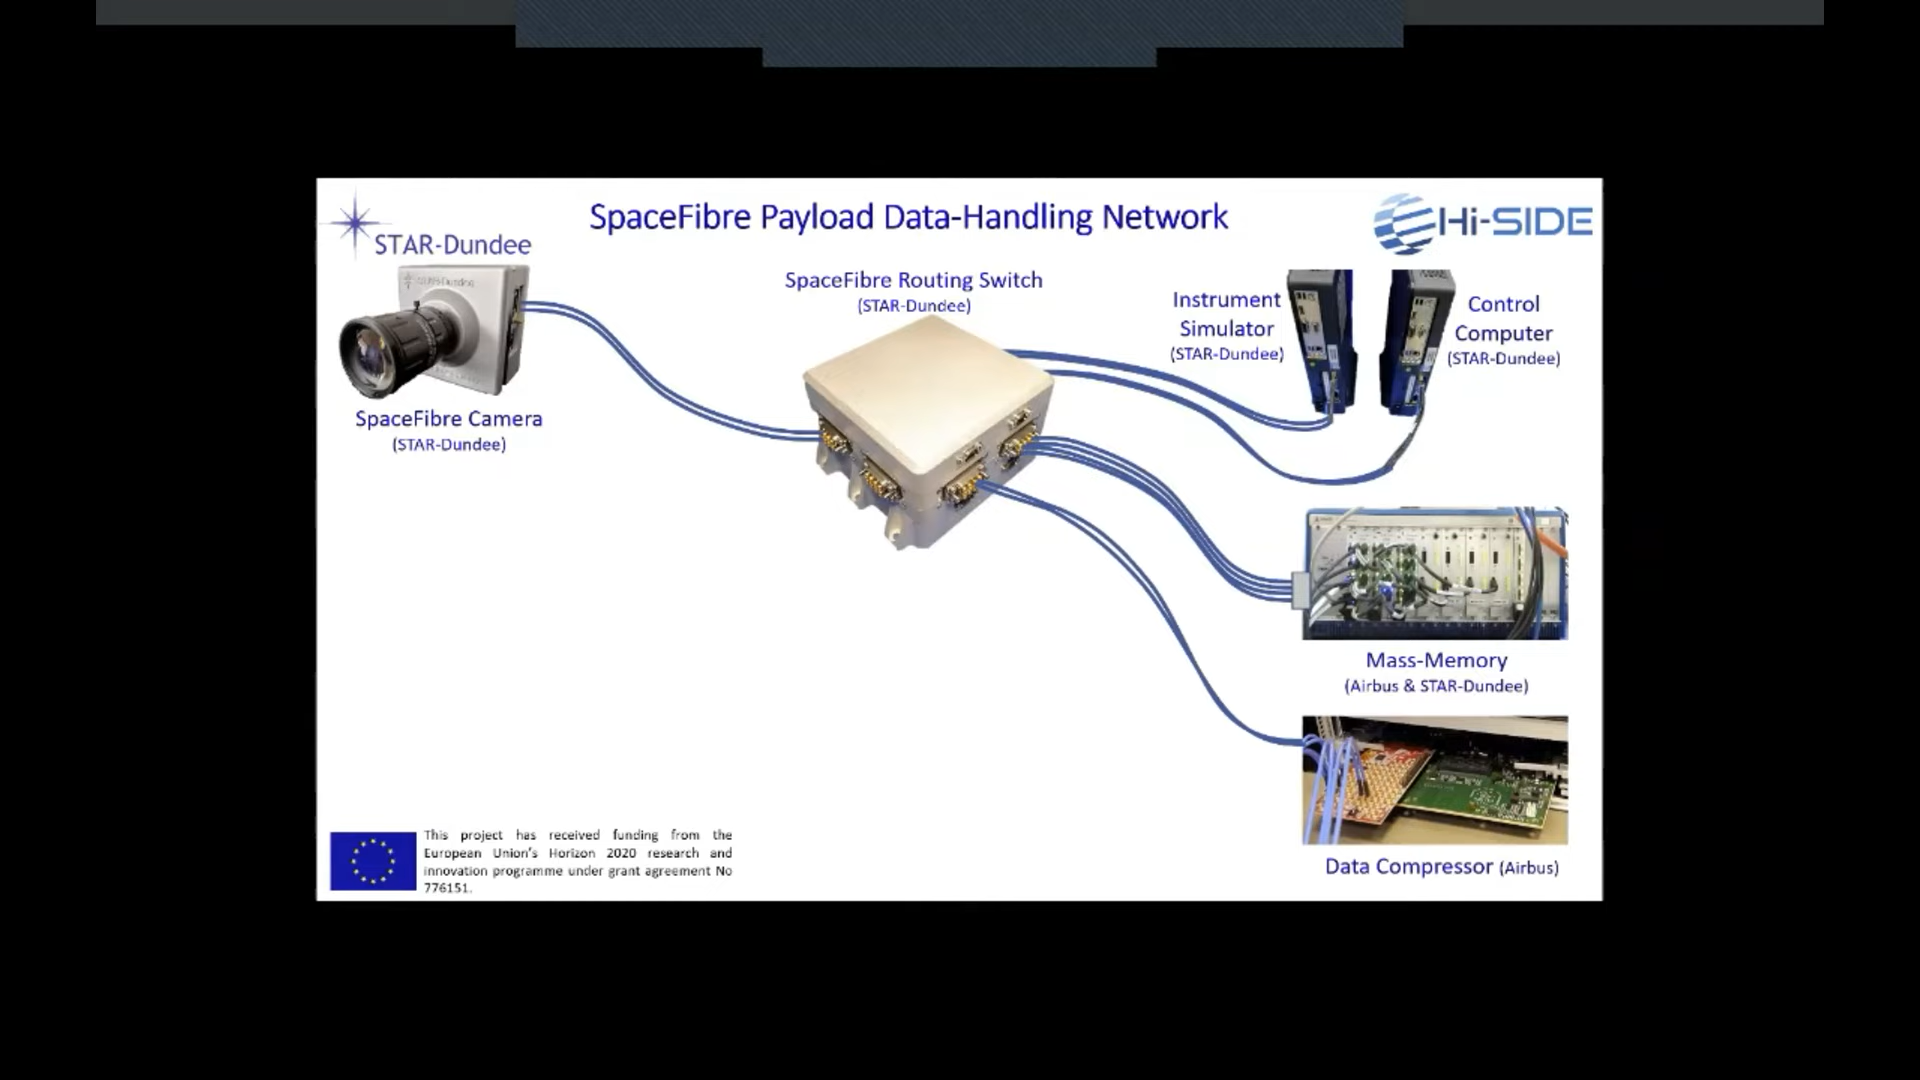 SpaceFibre Payload Data-Handling Network
STAR-Dundee
Hi-SIDE
SpaceFibre Camera
(STAR-Dundee)
SpaceFibre Routing Switch
(STAR-Dundee)
Instrument
Simulator
(STAR-Dundee)
Control
Computer
(STAR-Dundee)
Mass-Memory
(Airbus & STAR-Dundee)
Data Compressor (Airbus)
This project has received funding from the
European Union's Horizon 2020 research and
innovation programme under grant agreement No
776151.